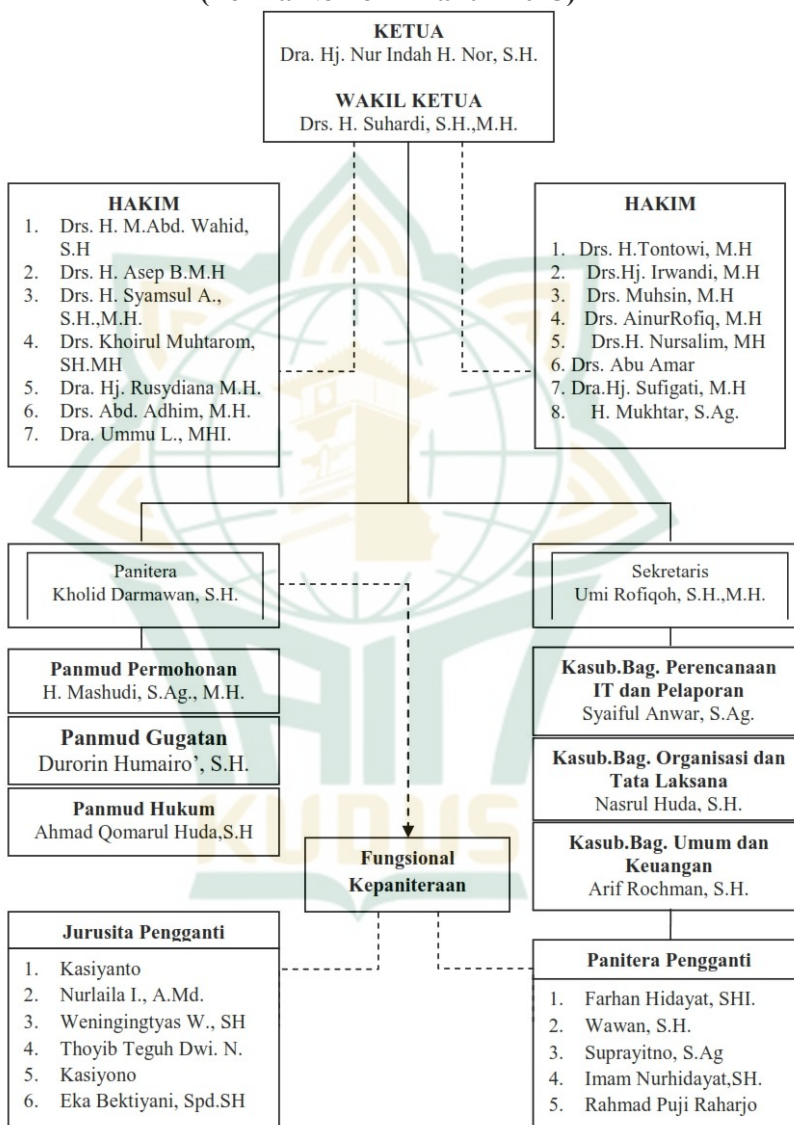 KETUA
Dra. Hj. Nur Indah H. Nor, S.H.
WAKIL KETUA
Drs. H. Suhardi, S.H.,M.H.
HAKIM
1. Drs. H. M.Abd. Wahid,
S.H
2. Drs. H. Asep B.M.H
3. Drs. H. Syamsul A.,
S.H.,M.H.
4. Drs. Khoirul Muhtarom,
SH.MH
5. Dra. Hj. Rusydiana M.H.
6. Drs. Abd. Adhim, M.H.
7. Dra. Ummu L., MHI.
HAKIM
1. Drs. H.Tontowi, M.H
2. Drs.Hj. Irwandi, M.H
3. Drs. Muhsin, M.H
4. Drs. AinurRofiq, M.H
5. Drs.H. Nursalim, MH
6. Drs. Abu Amar
7. Dra.Hj. Sufigati, M.H
8. H. Mukhtar, S.Ag.
Panitera
Kholid Darmawan, S.H.
Sekretaris
Umi Rofiqoh, S.H.,M.H.
Panmud Permohonan
H. Mashudi, S.Ag., M.H.
Panmud Gugatan
Durorin Humairo’, S.H.
Panmud Hukum
Ahmad Qomarul Huda,S.H
Kasub.Bag. Perencanaan
IT dan Pelaporan
Syaiful Anwar, S.Ag.
Kasub.Bag. Organisasi dan
Tata Laksana
Nasrul Huda, S.H.
Kasub.Bag. Umum dan
Keuangan
Arif Rochman, S.H.
Fungsional
Kepaniteraan
Jurusita Pengganti
1. Kasiyanto
2. Nurlaila I., A.Md.
3. Weningingtyas W., SH
4. Thoyib Teguh Dwi. N.
5. Kasiyono
6. Eka Bektiyani, Spd.SH
Panitera Pengganti
1. Farhan Hidayat, SHI.
2. Wawan, S.H.
3. Suprayitno, S.Ag
4. Imam Nurhidayat,SH.
5. Rahmad Puji Raharjo
KUDUS